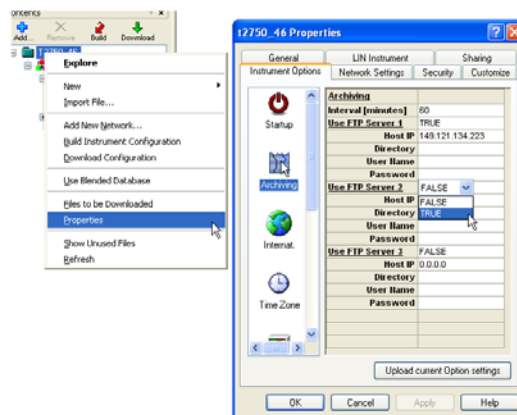 ontents
Add... Remove Build Download
t2750_46
Explore
New
Import File...
Add New Network...
Build Instrument Configuration
Download Configuration
Use Blended Database
Files to be Downloaded
Properties
Show Unused Files
Refresh
t2750_46 Properties
General LIN Instrument Sharing
Instrument Options Network Settings Security Customize
Startup
Archiving
Internat.
Time Zone
Archiving
Interval [minutes] 60
Use FTP Server 1 TRUE
Host IP 149.121.134.223
Directory
User Name
Password
Use FTP Server 2 FALSE
Host IP FALSE
Directory TRUE
User Name
Password
Use FTP Server 3 FALSE
Host IP 0.0.0.0
Directory
User Name
Password
Upload current Option settings
OK Cancel Apply Help